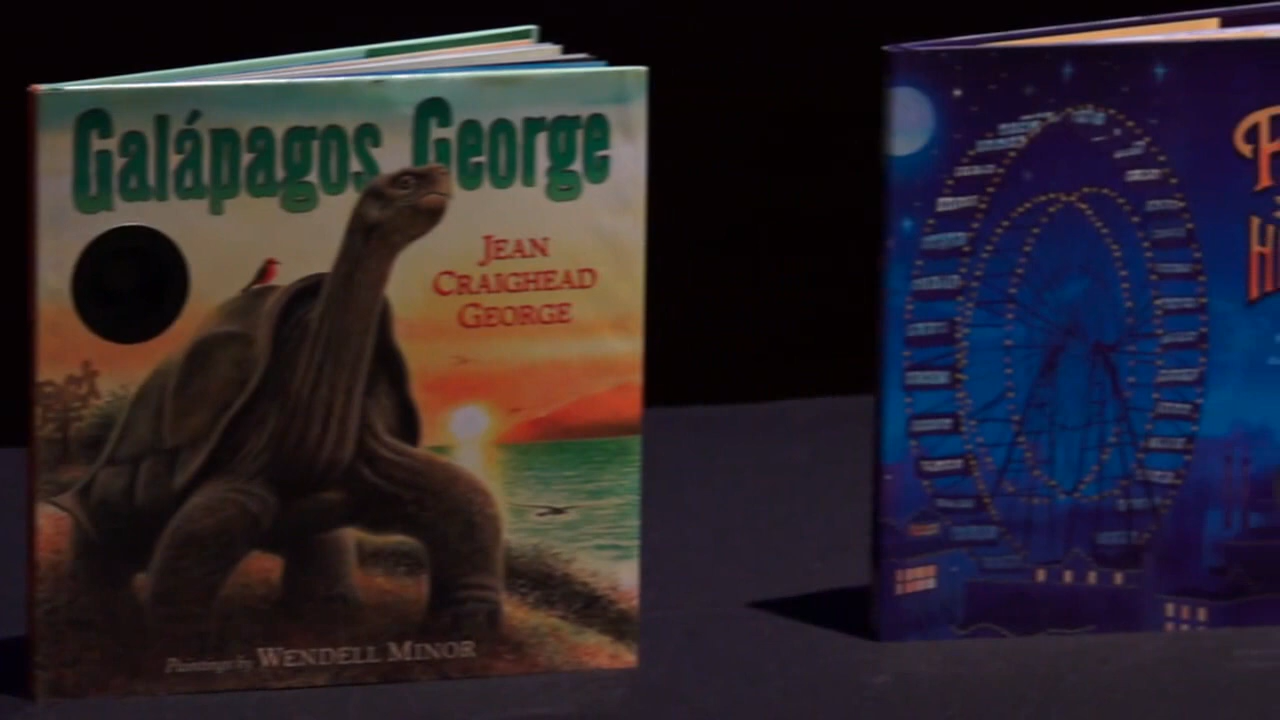 Galápagos George
JEAN
CRAIGHEAD
GEORGE
Paintings by WENDELL MINOR